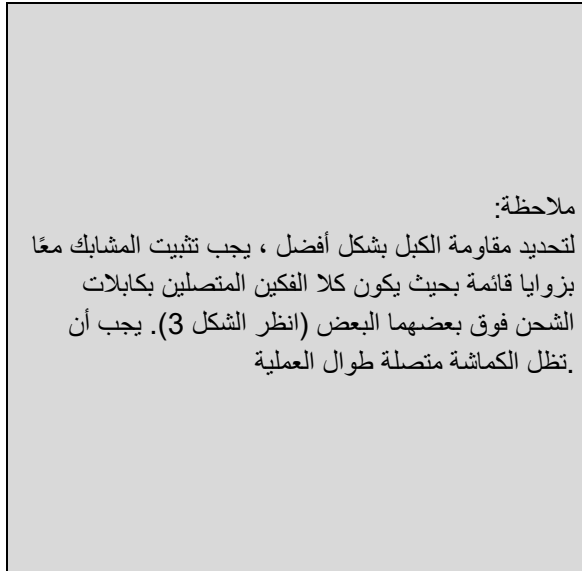 ملاحظة:
لتحديد مقاومة الكبل بشكل أفضل ، يجب تثبيت المشابك معًا
بزوايا قائمة بحيث يكون كلا الفكين المتصلين بكابلات
الشحن فوق بعضهما البعض (انظر الشكل 3). يجب أن
.تظل الكماشة متصلة طوال العملية